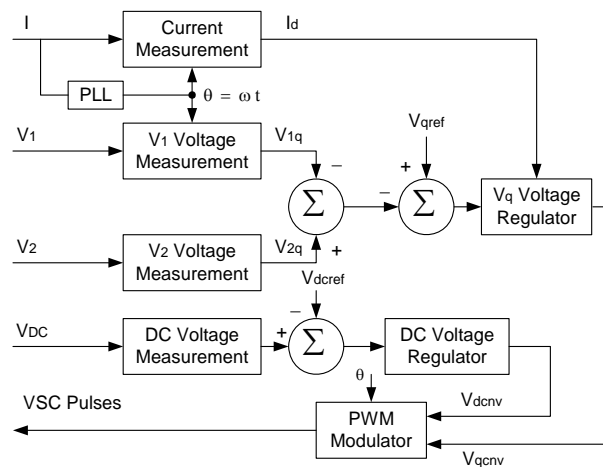 I
Current
Measurement
Id
PLL
θ = ω t
Vqref
V1
V1 Voltage
Measurement
V1q
−
+
−
Σ
Σ
Vq Voltage
Regulator
V2
V2 Voltage
Measurement
V2q
+
Vdcref
−
VDC
DC Voltage
Measurement
+
Σ
DC Voltage
Regulator
θ
VSC Pulses
PWM
Modulator
Vdcnv
Vqcnv